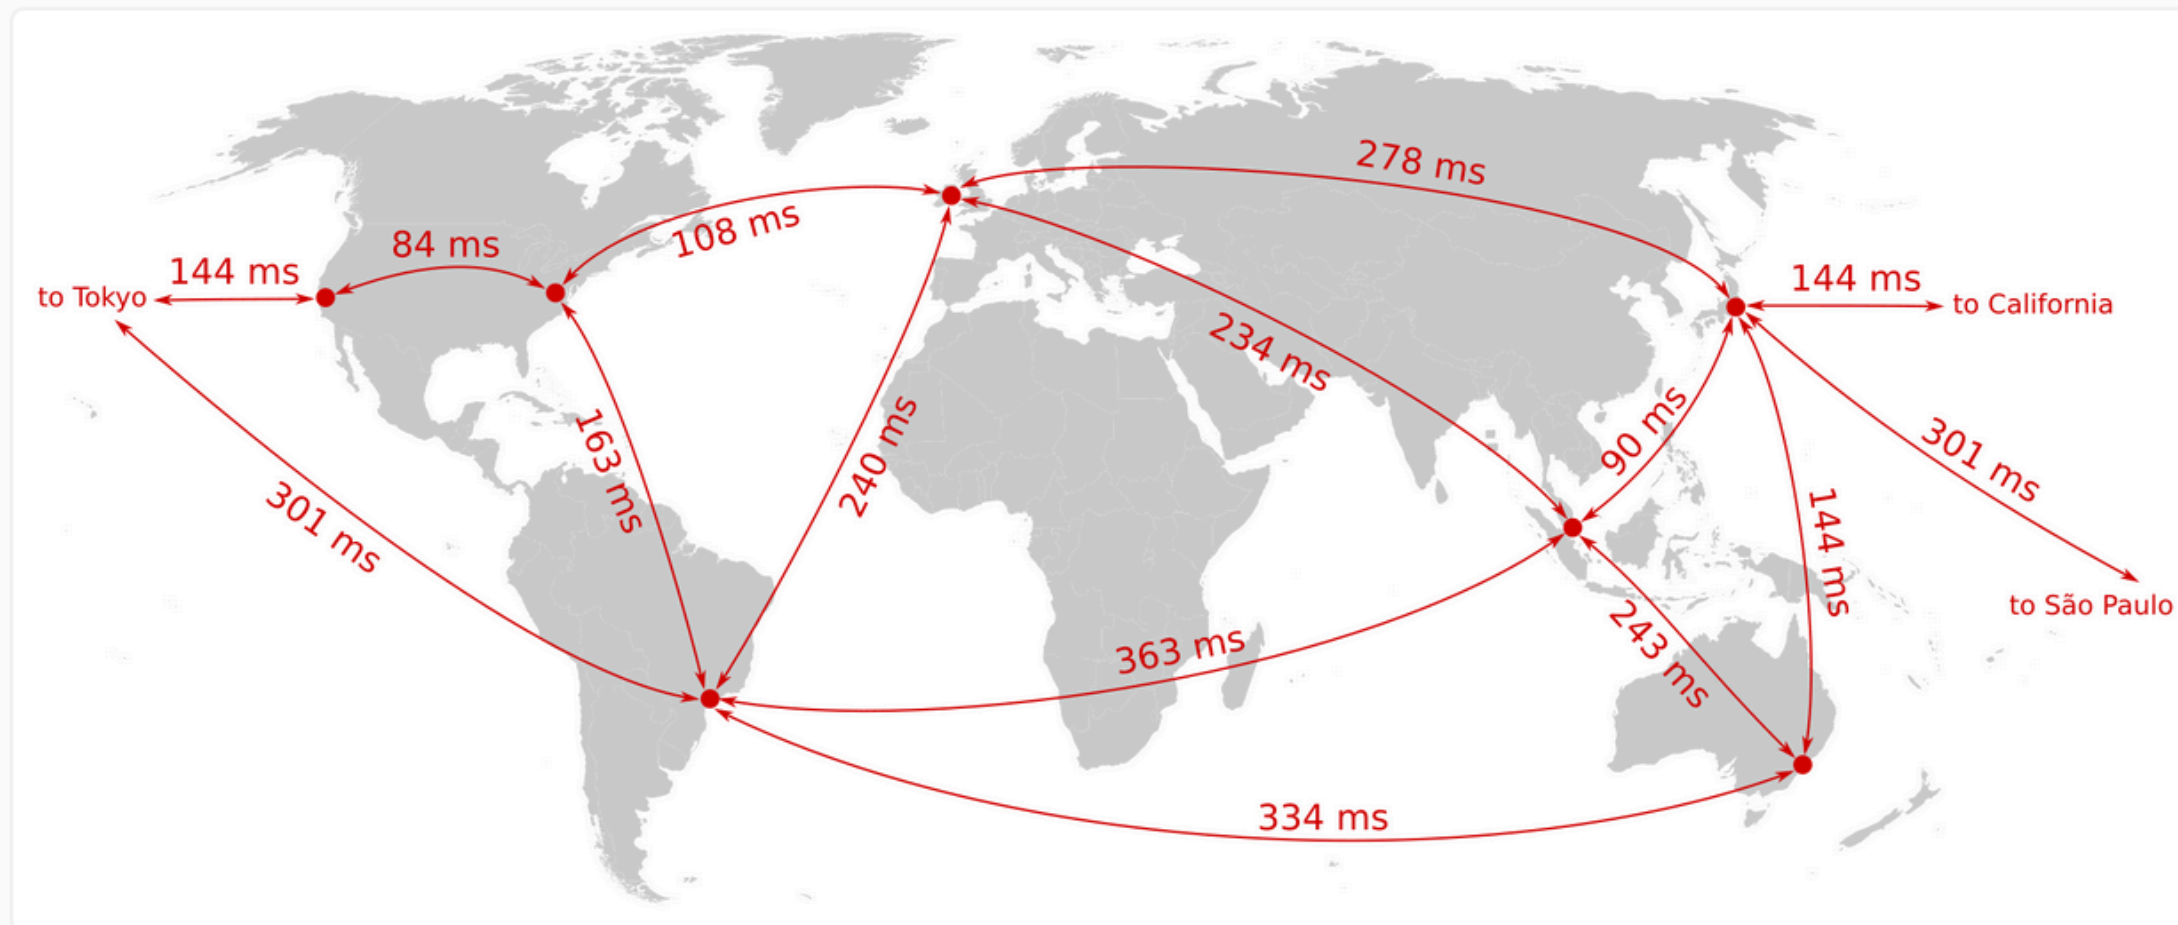 278 ms
108 ms
84 ms
144 ms
to Tokyo
144 ms
to California
234 ms
90 ms
240 ms
163 ms
301 ms
301 ms
144 ms
to São Paulo
363 ms
243 ms
334 ms